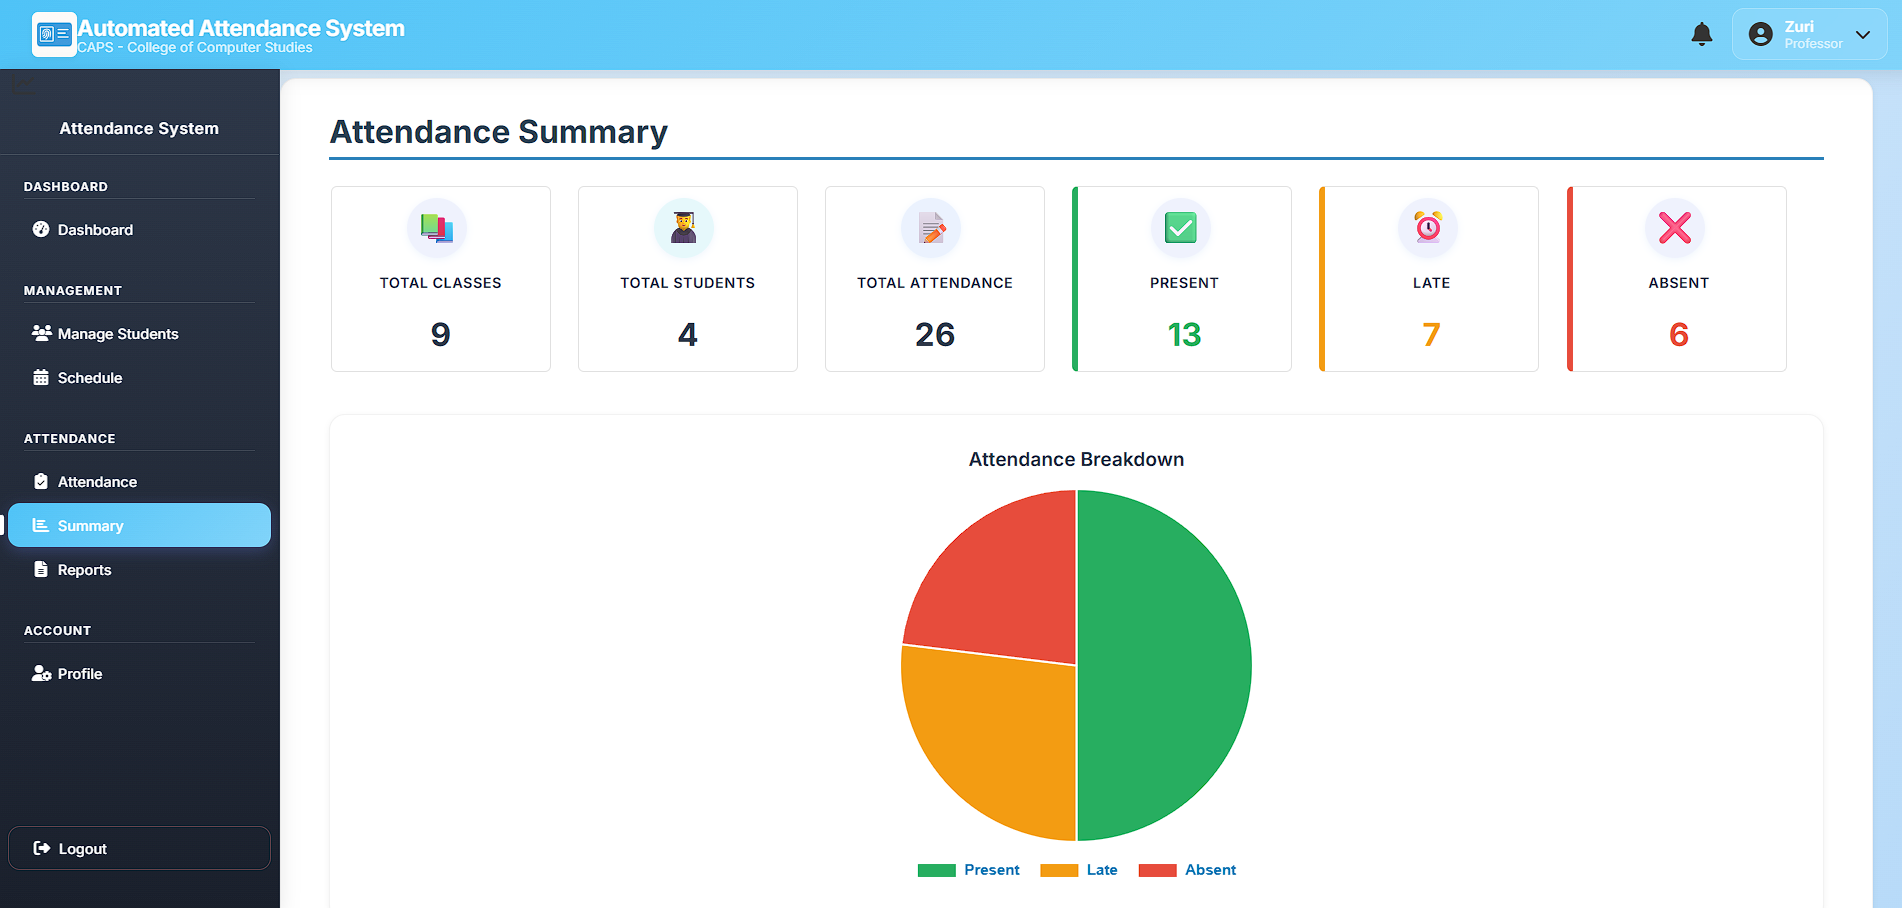 Automated Attendance System
CAPS - College of Computer Studies
Zuri
Professor
Attendance System
DASHBOARD
Dashboard
MANAGEMENT
Manage Students
Schedule
ATTENDANCE
Attendance
Summary
Reports
ACCOUNT
Profile
Logout
Attendance Summary
TOTAL CLASSES
9
TOTAL STUDENTS
4
TOTAL ATTENDANCE
26
PRESENT
13
LATE
7
ABSENT
6
Attendance Breakdown
Present
Late
Absent